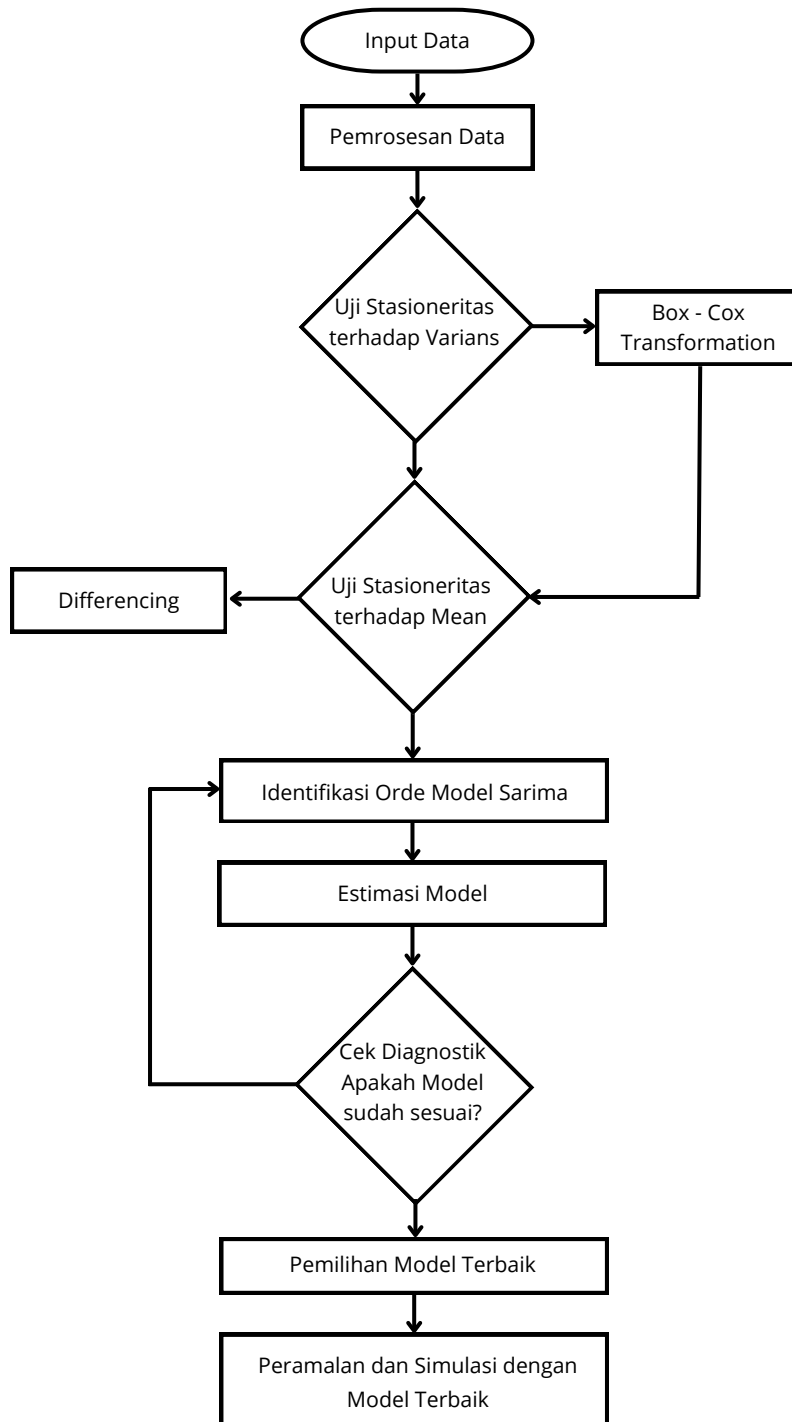 Input Data
Pemrosesan Data
Uji Stasioneritas
terhadap Varians
Box - Cox
Transformation
Differencing
Uji Stasioneritas
terhadap Mean
Identifikasi Orde Model Sarima
Estimasi Model
Cek Diagnostik
Apakah Model
sudah sesuai?
Pemilihan Model Terbaik
Peramalan dan Simulasi dengan
Model Terbaik